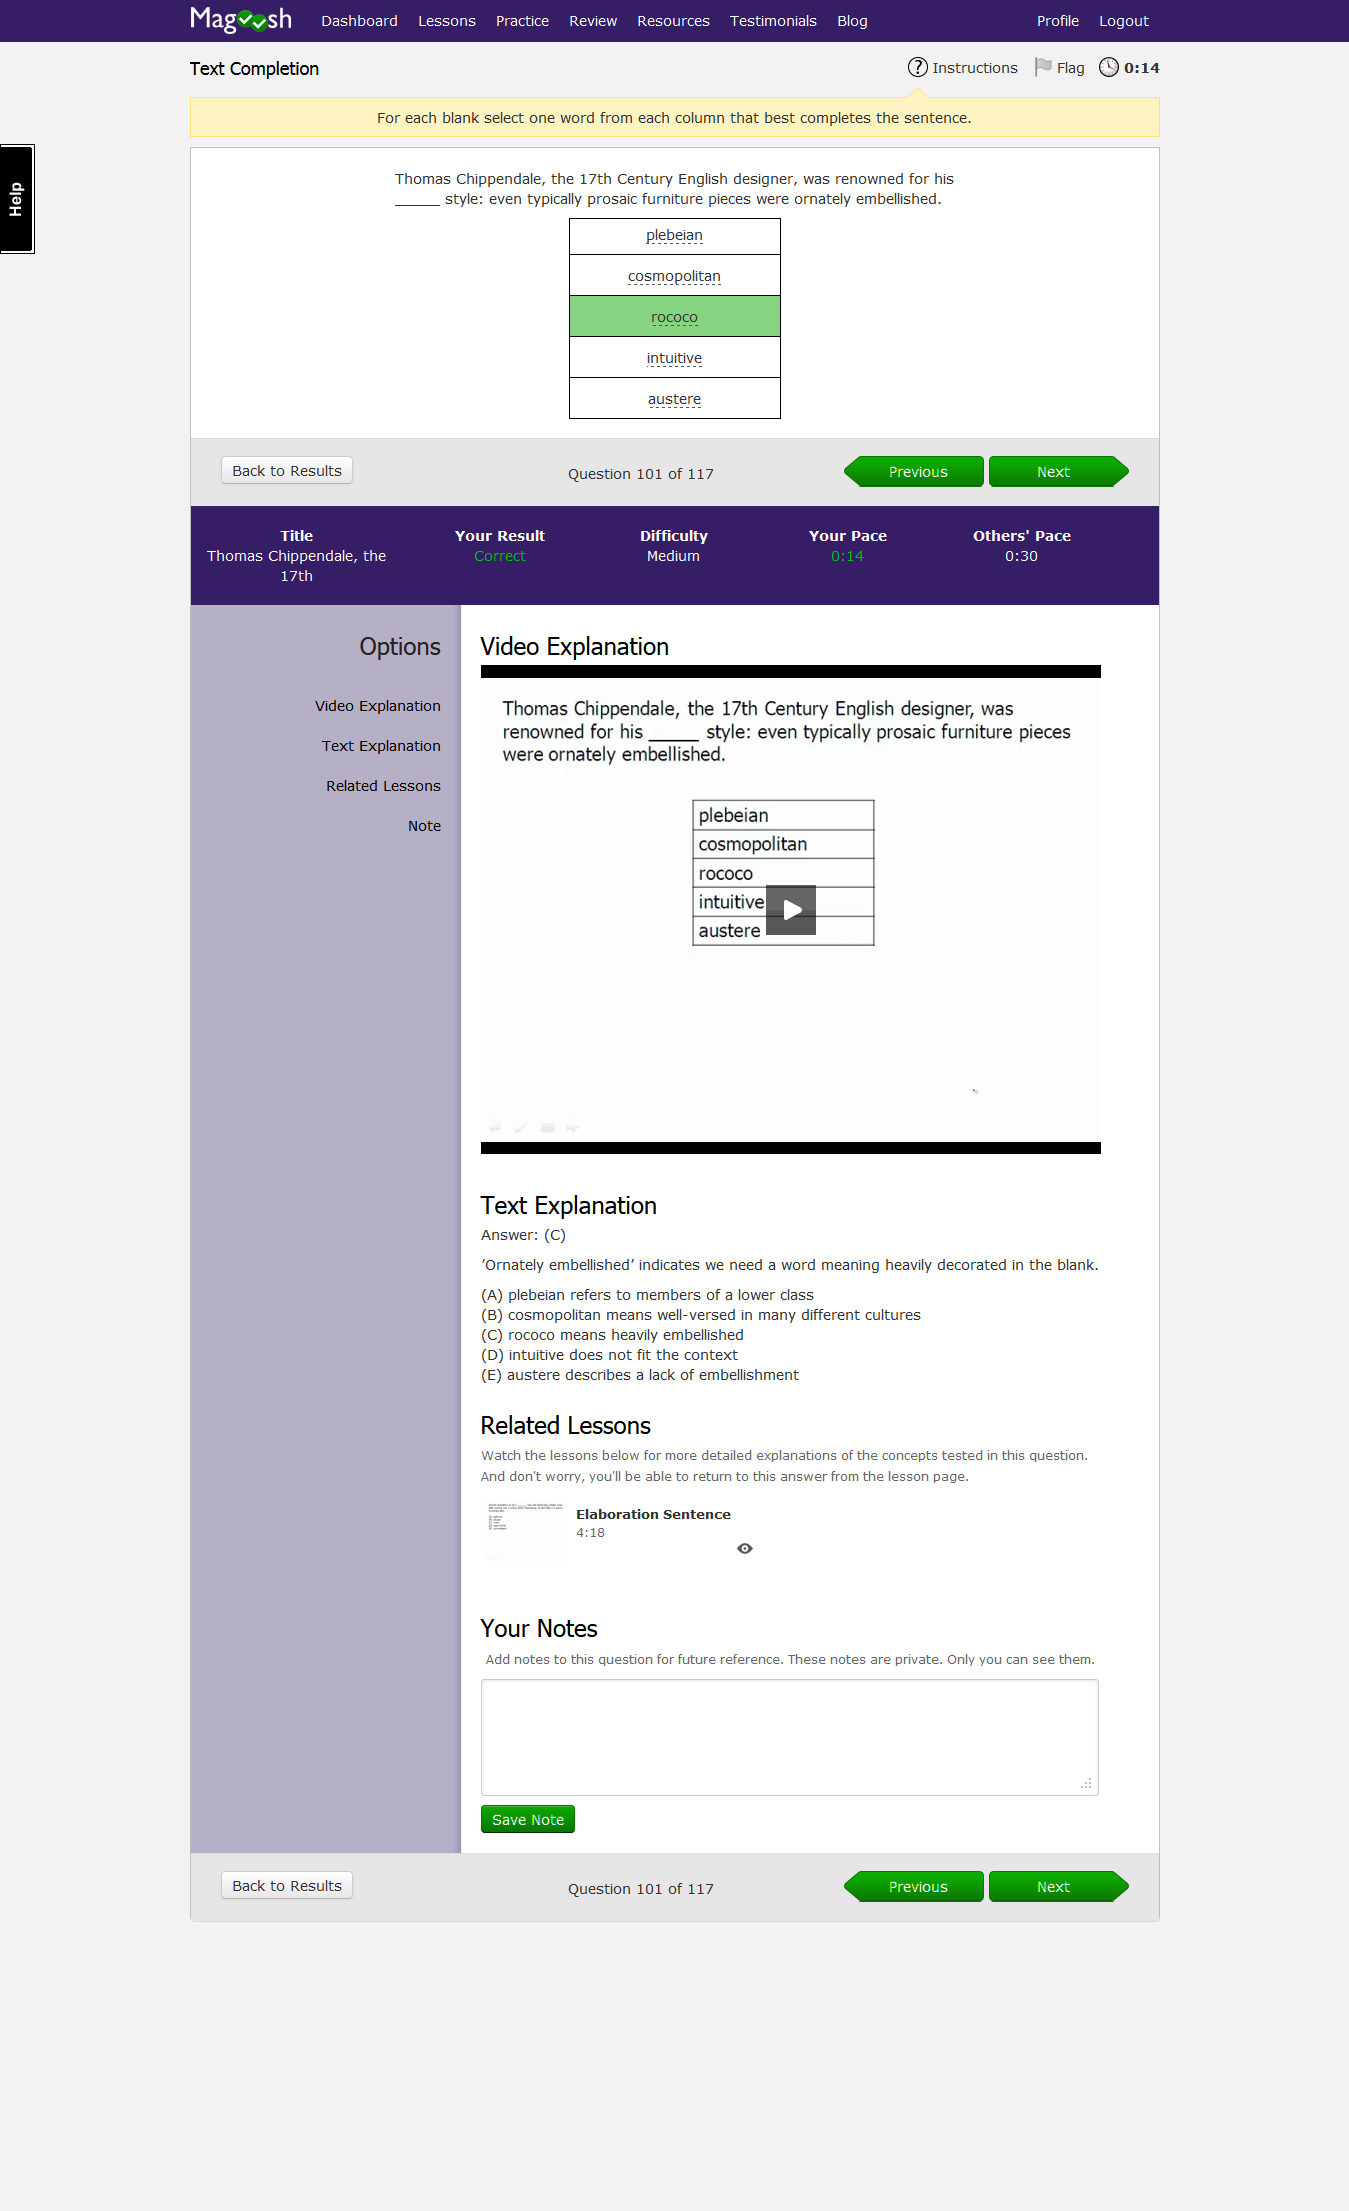 Magoosh
Dashboard Lessons Practice Review Resources Testimonials Blog Profile Logout
Text Completion
? Instructions Flag 0:14
For each blank select one word from each column that best completes the sentence.
Help
Thomas Chippendale, the 17th Century English designer, was renowned for his
_____ style: even typically prosaic furniture pieces were ornately embellished.
plebeian
cosmopolitan
rococo
intuitive
austere
Back to Results
Question 101 of 117
Previous
Next
Title Your Result Difficulty Your Pace Others' Pace
Thomas Chippendale, the Correct Medium 0:14 0:30
17th
Options
Video Explanation
Text Explanation
Related Lessons
Note
Video Explanation
Thomas Chippendale, the 17th Century English designer, was
renowned for his _____ style: even typically prosaic furniture pieces
were ornately embellished.
plebeian
cosmopolitan
rococo
intuitive
austere
Text Explanation
Answer: (C)
’Ornately embellished’ indicates we need a word meaning heavily decorated in the blank.
(A) plebeian refers to members of a lower class
(B) cosmopolitan means well-versed in many different cultures
(C) rococo means heavily embellished
(D) intuitive does not fit the context
(E) austere describes a lack of embellishment
Related Lessons
Watch the lessons below for more detailed explanations of the concepts tested in this question.
And don't worry, you'll be able to return to this answer from the lesson page.
Elaboration Sentence
4:18
Your Notes
Add notes to this question for future reference. These notes are private. Only you can see them.
Save Note
Back to Results
Question 101 of 117
Previous
Next